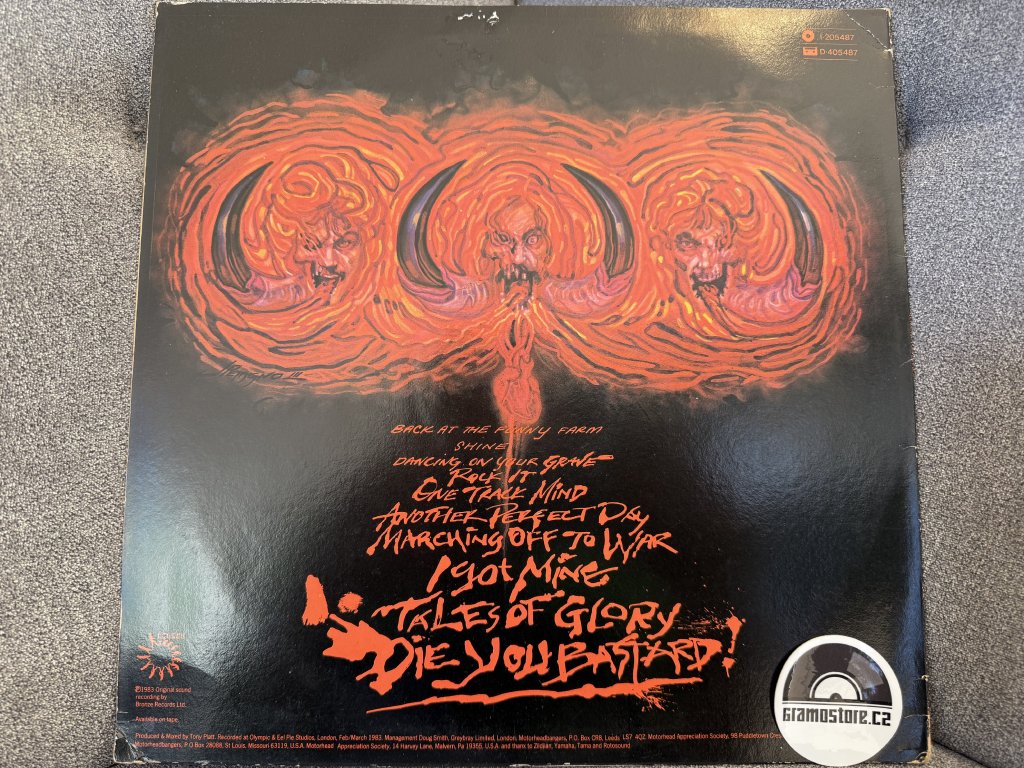 I-205487
D-405487
BACK AT THE FUNNY FARM
SHINE
DANCING ON YOUR GRAVE
ROCK IT
ONE TRACK MIND
ANOTHER PERFECT DAY
MARCHING OFF TO WAR
I GOT MINE
TALES OF GLORY
DIE YOU BASTARD!
℗1983 Original sound
recording by
Bronze Records Ltd.
Available on tape
Produced & Mixed by Tony Platt. Recorded at Olympic & Eel Pie Studios, London, Feb/March 1983. Management Doug Smith, Greybray Limited, London. Motorheadbangers, P.O. Box CR8, Leeds LS7 4QZ. Motorhead Appreciation Society, 9B Puddletown Cres
Motorheadbangers, P.O Box 28068, St Louis, Missouri 63119, U.S.A. Motorhead Appreciation Society, 14 Harvey Lane, Malvern, Pa 19355, U.S.A. and thanx to Zildjian, Yamaha, Tama and Rotosound
GRAMOSTORE.CZ